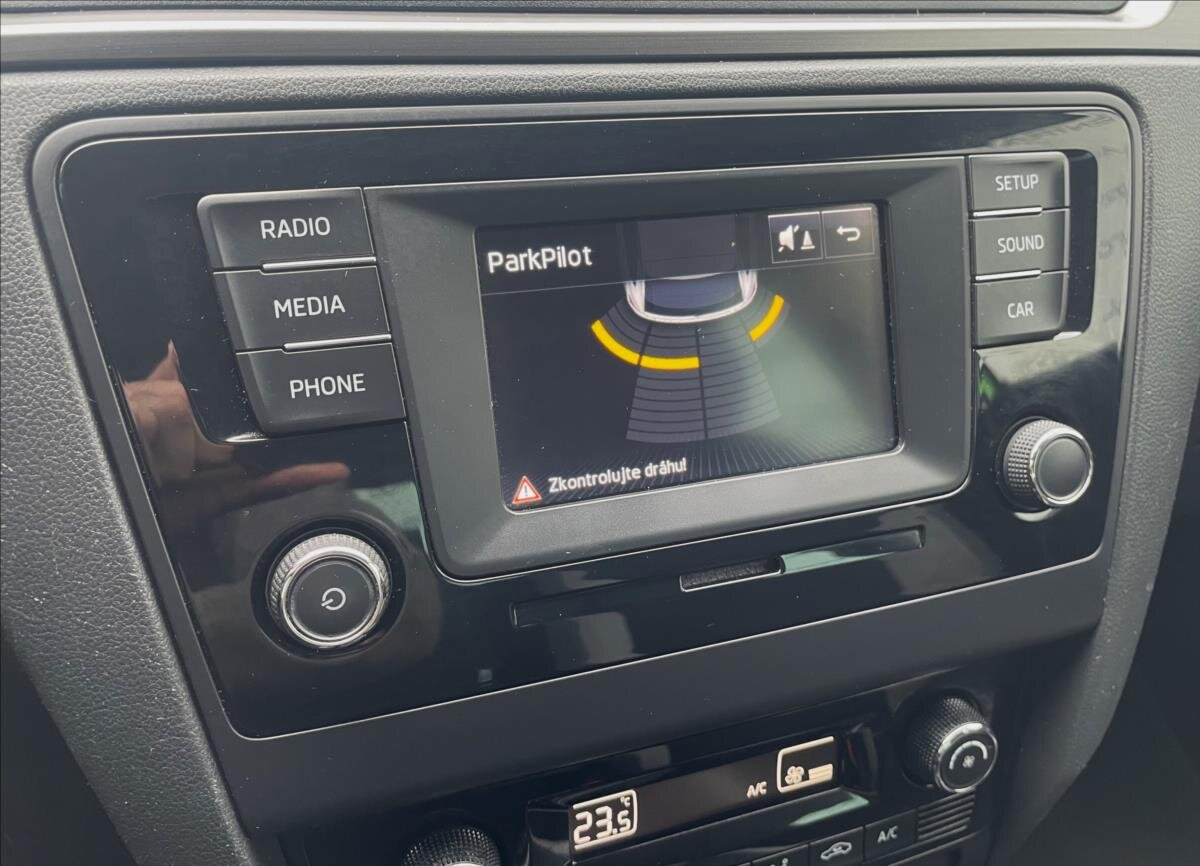 RADIO
MEDIA
PHONE
ParkPilot
Zkontrolujte dráhu!
SETUP
SOUND
CAR
23.5 °C
A/C
A/C